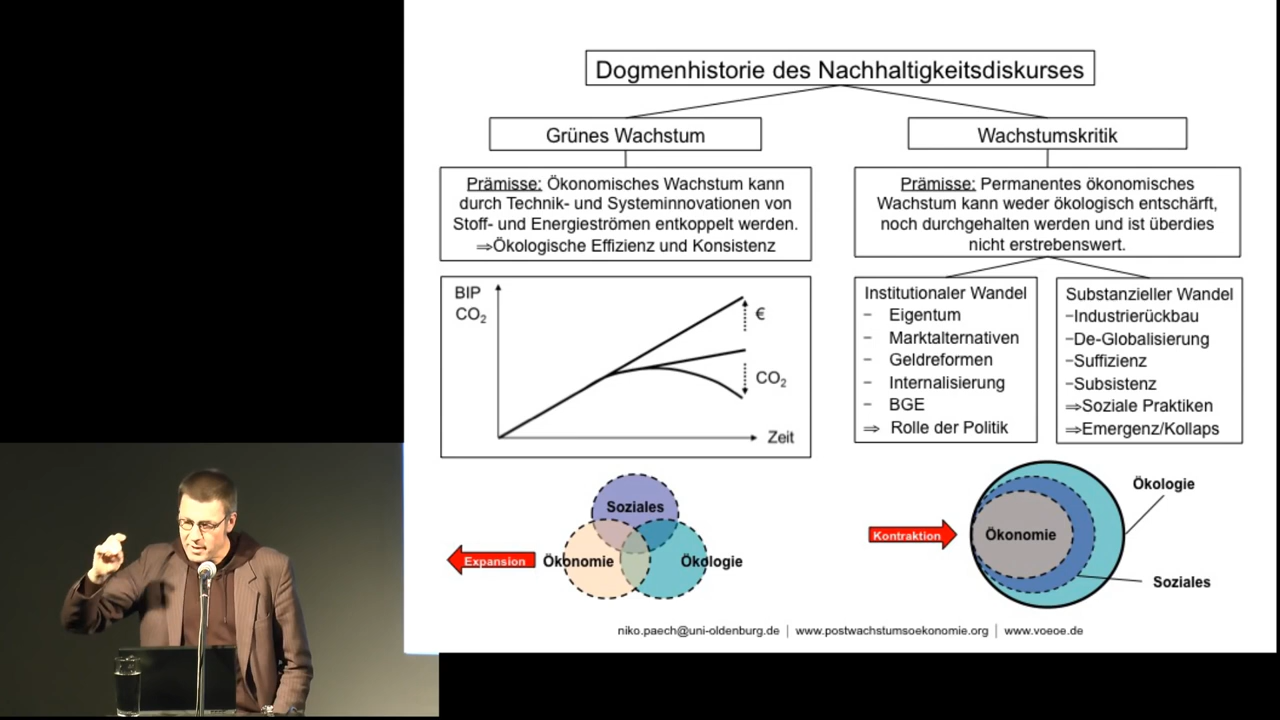 Dogmenhistorie des Nachhaltigkeitsdiskurses
Grünes Wachstum
Prämisse: Ökonomisches Wachstum kann
durch Technik- und Systeminnovationen von
Stoff- und Energieströmen entkoppelt werden.
⇒Ökologische Effizienz und Konsistenz
BIP
CO₂
€
CO₂
Zeit
Expansion
Soziales
Ökonomie
Ökologie
Wachstumskritik
Prämisse: Permanentes ökonomisches
Wachstum kann weder ökologisch entschärft,
noch durchgehalten werden und ist überdies
nicht erstrebenswert.
Institutionaler Wandel
− Eigentum
− Marktalternativen
− Geldreformen
− Internalisierung
− BGE
⇒ Rolle der Politik
Substanzieller Wandel
−Industrierückbau
−De-Globalisierung
−Suffizienz
−Subsistenz
⇒Soziale Praktiken
⇒Emergenz/Kollaps
Kontraktion
Ökonomie
Ökologie
Soziales
niko.paech@uni-oldenburg.de | www.postwachstumsoekonomie.org | www.voeoe.de